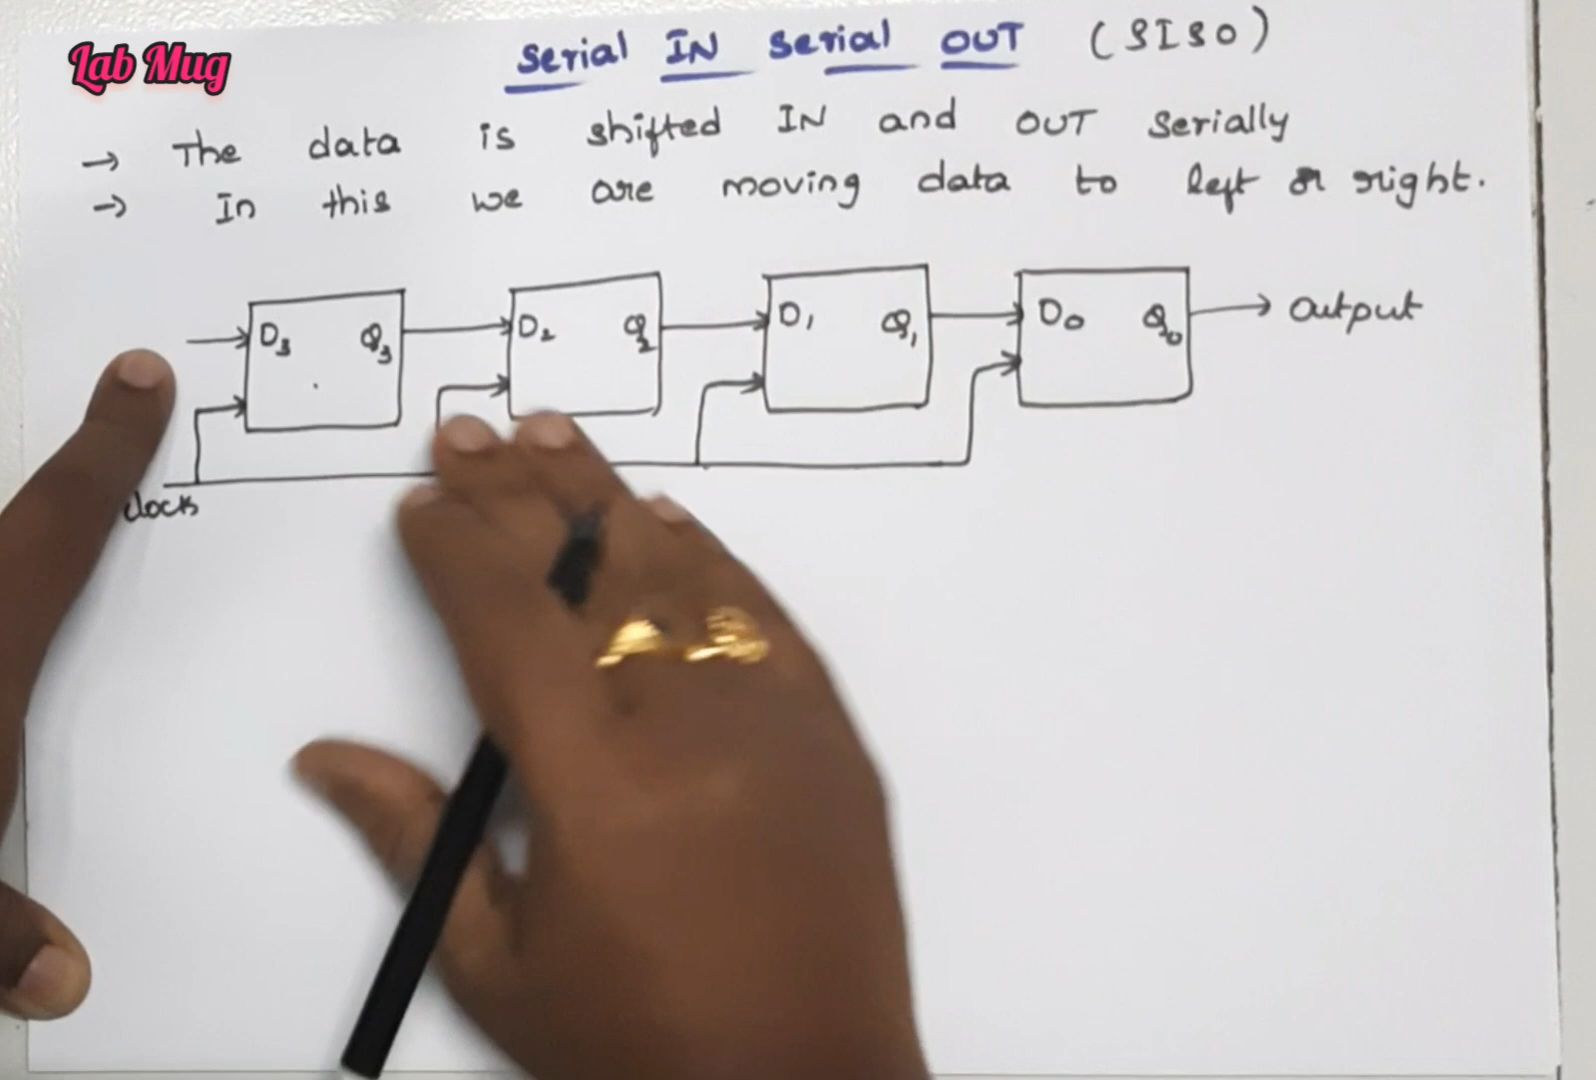 Lab Mug
Serial IN Serial OUT (SISO)
→ The data is shifted IN and OUT Serially
→ In this we are moving data to left or right.
D3 Q3 D2 Q2 D1 Q1 D0 Q0 output
clock